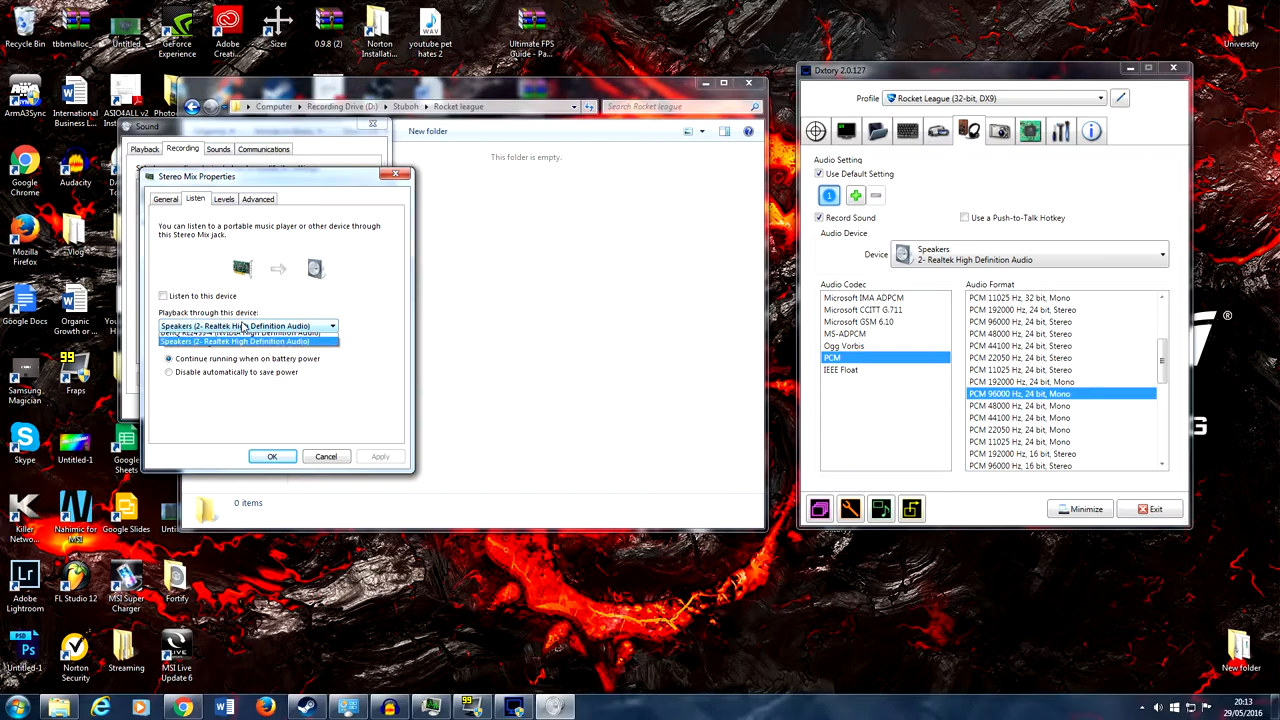 Recycle Bin
tbbmalloc_
Untitled
GeForce
Experience
Adobe
Creati...
Sizer
0.9.8 (2)
Norton
Installati...
WAV
youtube pet
hates 2
Ultimate FPS
Guide - Pa...
University
Arma3Sync
International
Business L...
ASIO4ALL v2
Google
Chrome
Audacity
Mozilla
Firefox
Vlog
Google Docs
Organic
Growth or ...
Samsung
Magician
99
Fraps
Skype
Untitled-1
Google
Sheets
Killer
Netwo...
Nahimic for
MSI
Google Slides
Adobe
Lightroom
FL Studio 12
MSI Super
Charger
Fortify
PSD
Untitled-1
Norton
Security
Streaming
MSI Live
Update 6
New folder
Computer
Recording Drive (D:)
Stuboh
Rocket league
Search Rocket league
New folder
This folder is empty.
0 items
Sound
Playback
Recording
Sounds
Communications
Stereo Mix Properties
General
Listen
Levels
Advanced
You can listen to a portable music player or other device through
this Stereo Mix jack.
Listen to this device
Playback through this device:
Speakers (2- Realtek High Definition Audio)
Speakers (2- Realtek High Definition Audio)
Continue running when on battery power
Disable automatically to save power
OK
Cancel
Apply
Dxtory 2.0.127
Profile
Rocket League (32-bit, DX9)
Audio Setting
Use Default Setting
1
Record Sound
Use a Push-to-Talk Hotkey
Audio Device
Device
Speakers
2- Realtek High Definition Audio
Audio Codec
Microsoft IMA ADPCM
Microsoft CCITT G.711
Microsoft GSM 6.10
MS-ADPCM
Ogg Vorbis
PCM
IEEE Float
Audio Format
PCM 11025 Hz, 32 bit, Mono
PCM 192000 Hz, 24 bit, Stereo
PCM 96000 Hz, 24 bit, Stereo
PCM 48000 Hz, 24 bit, Stereo
PCM 44100 Hz, 24 bit, Stereo
PCM 22050 Hz, 24 bit, Stereo
PCM 11025 Hz, 24 bit, Stereo
PCM 192000 Hz, 24 bit, Mono
PCM 96000 Hz, 24 bit, Mono
PCM 48000 Hz, 24 bit, Mono
PCM 44100 Hz, 24 bit, Mono
PCM 22050 Hz, 24 bit, Mono
PCM 11025 Hz, 24 bit, Mono
PCM 192000 Hz, 16 bit, Stereo
PCM 96000 Hz, 16 bit, Stereo
Minimize
Exit
20:13
29/05/2016